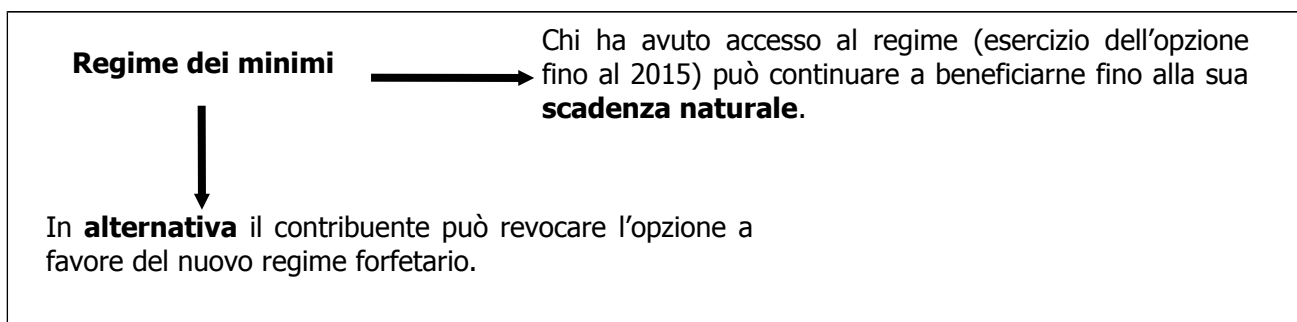 Regime dei minimi
Chi ha avuto accesso al regime (esercizio dell’opzione
fino al 2015) può continuare a beneficiarne fino alla sua
scadenza naturale.
In alternativa il contribuente può revocare l’opzione a
favore del nuovo regime forfetario.